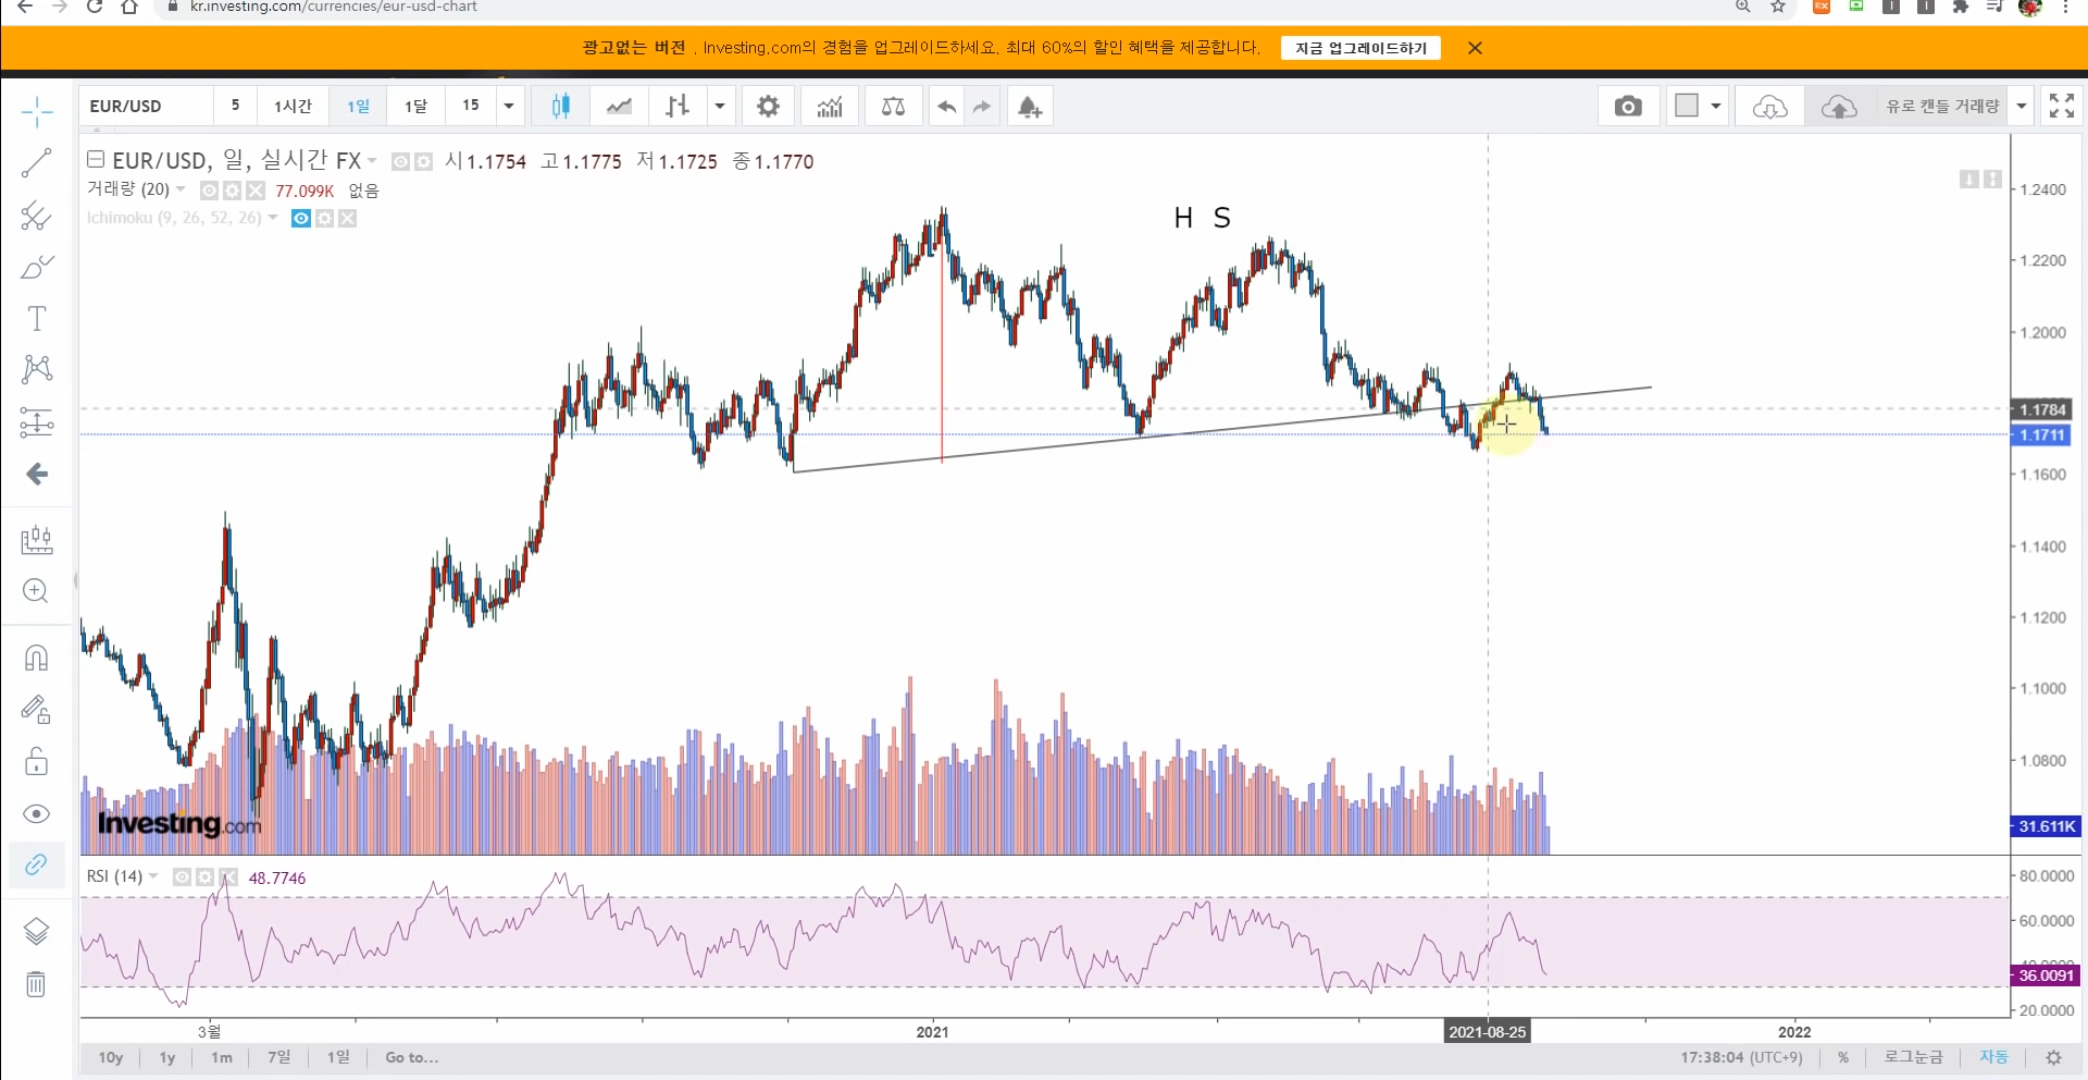 kr.investing.com/currencies/eur-usd-chart
광고없는 버전 . Investing.com의 경험을 업그레이드하세요. 최대 60%의 할인 혜택을 제공합니다. 지금 업그레이드하기
EUR/USD 5 1시간 1일 1달 15 유로 캔들 거래량
EUR/USD, 일, 실시간 FX 시1.1754 고1.1775 저1.1725 종1.1770
거래량 (20) 77.099K 없음
Ichimoku (9, 26, 52, 26)
H S
1.2400
1.2200
1.2000
1.1784
1.1711
1.1600
1.1400
1.1200
1.1000
1.0800
Investing.com
31.611K
RSI (14) 48.7746
80.0000
60.0000
40.0000
36.0091
20.0000
3월 2021 2021-08-25 2022
10y 1y 1m 7일 1일 Go to... 17:38:04 (UTC+9) % 로그눈금 자동